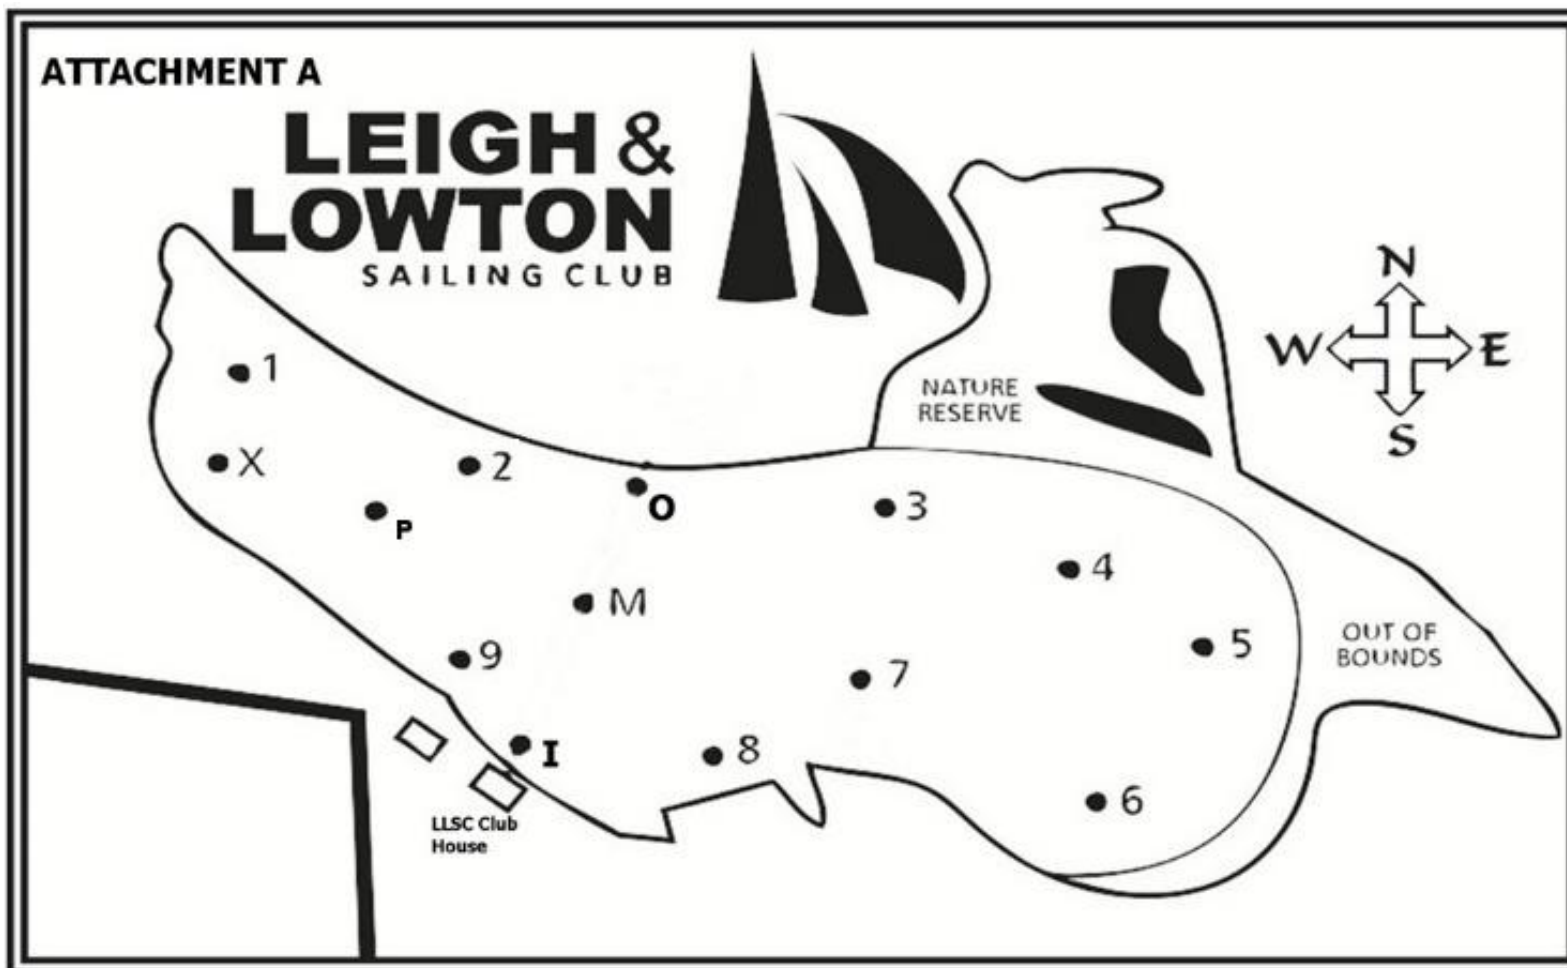 ATTACHMENT A
LEIGH &
LOWTON
SAILING CLUB
N
W
E
S
NATURE
RESERVE
1
X
2
P
O
3
4
M
9
7
5
OUT OF
BOUNDS
I
8
6
LLSC Club
House